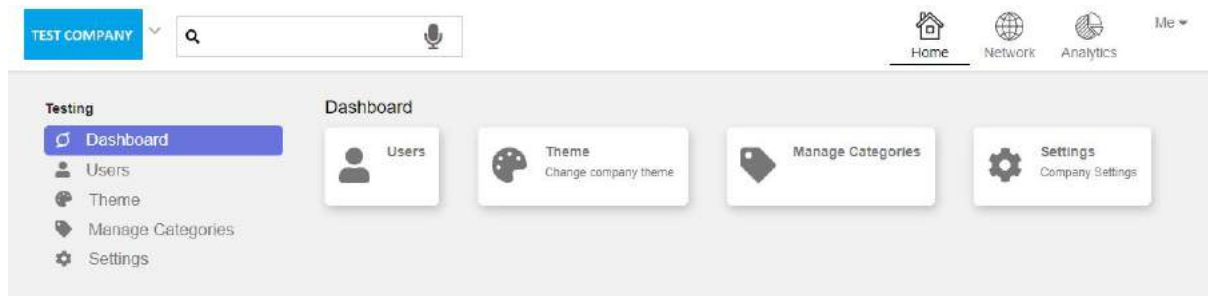 TEST COMPANY
Home
Network
Analytics
Me
Testing
Dashboard
Users
Theme
Manage Categories
Settings
Dashboard
Users
Theme
Change company theme
Manage Categories
Settings
Company Settings